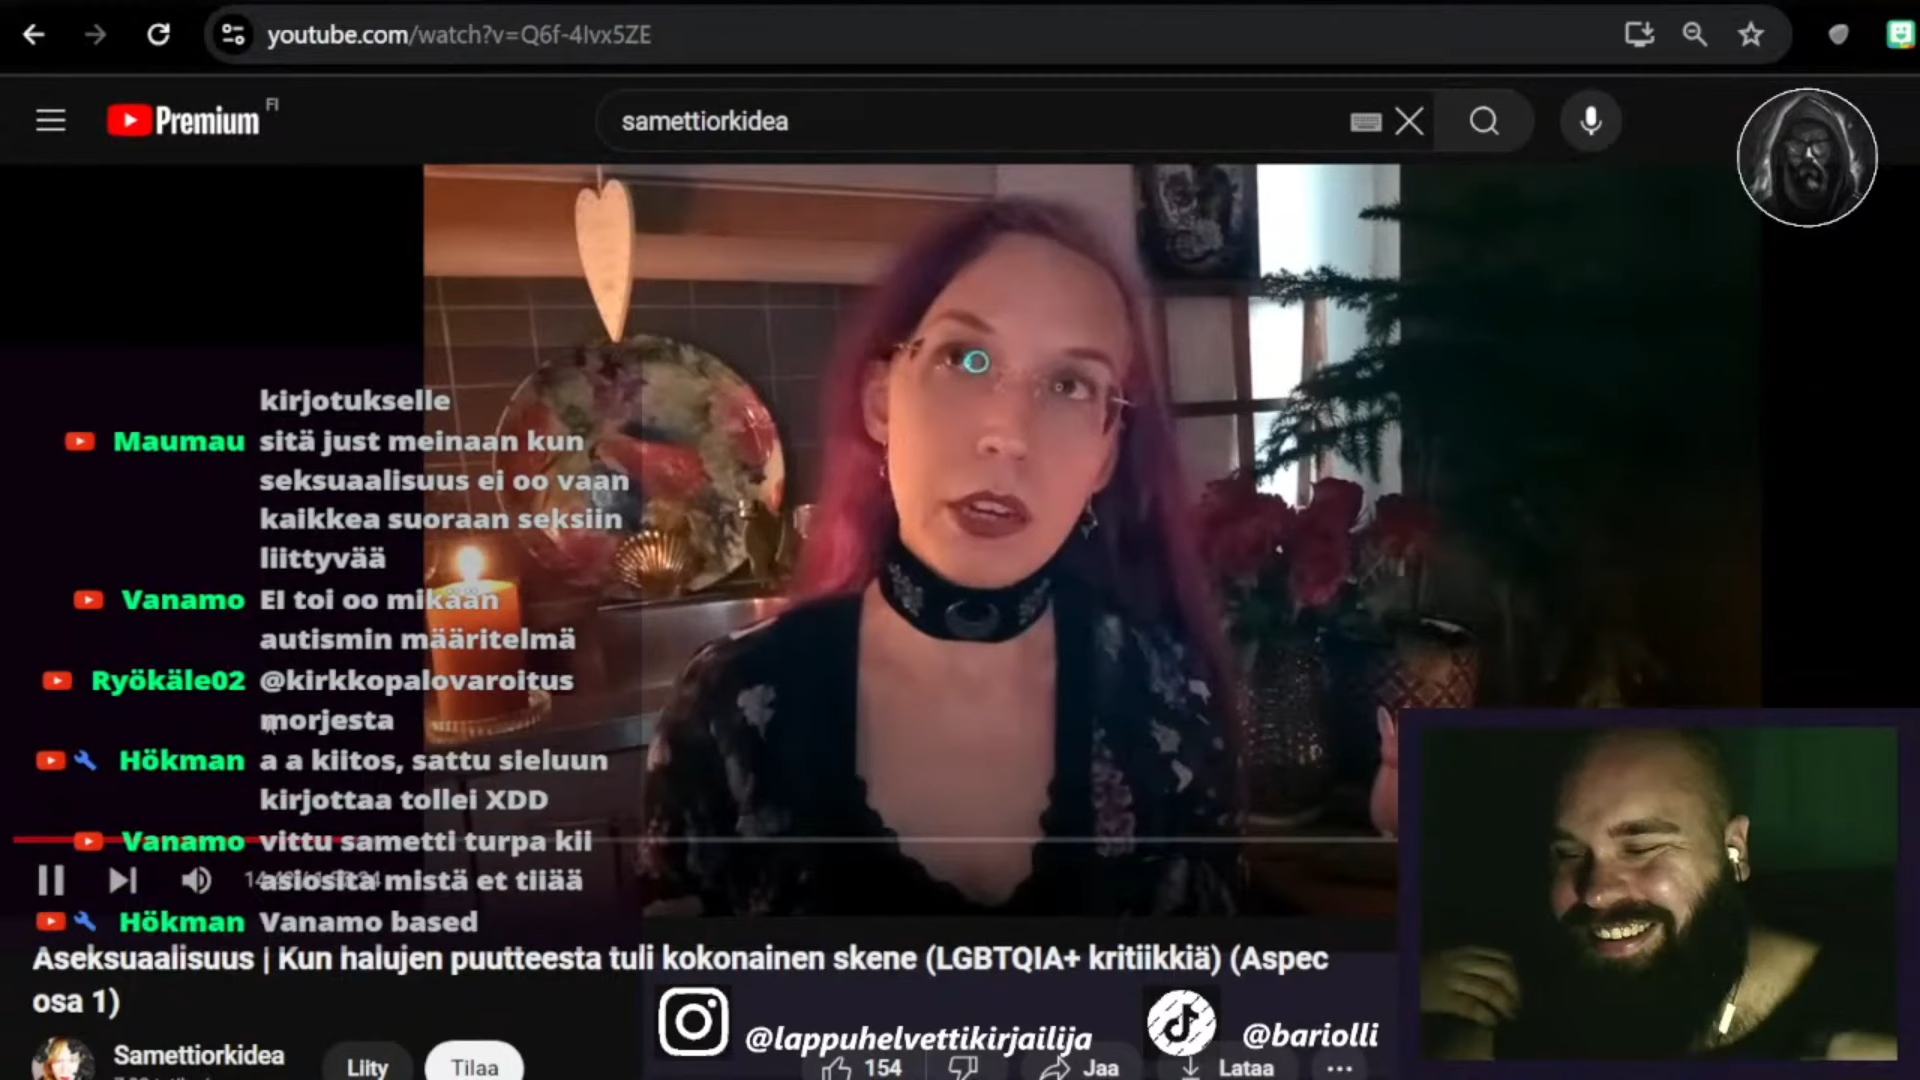 youtube.com/watch?v=Q6f-4lvx5ZE
Premium FI
samettiorkidea
kirjotukselle
Maumau sitä just meinaan kun
seksuaalisuus ei oo vaan
kaikkea suoraan seksiin
liittyvää
Vanamo EI toi oo mikään
autismin määritelmä
Ryökäle02 @kirkkopalovaroitus
morjesta
Hökman a a kiitos, sattu sieluun
kirjottaa tollei XDD
Vanamo vittu sametti turpa kii
asiosita mistä et tiiää
Hökman Vanamo based
Aseksuaalisuus | Kun halujen puutteesta tuli kokonainen skene (LGBTQIA+ kritiikkiä) (Aspec
osa 1)
@lappuhelvettikirjailija @bariolli
Samettiorkidea Liity Tilaa 154 Jaa Lataa